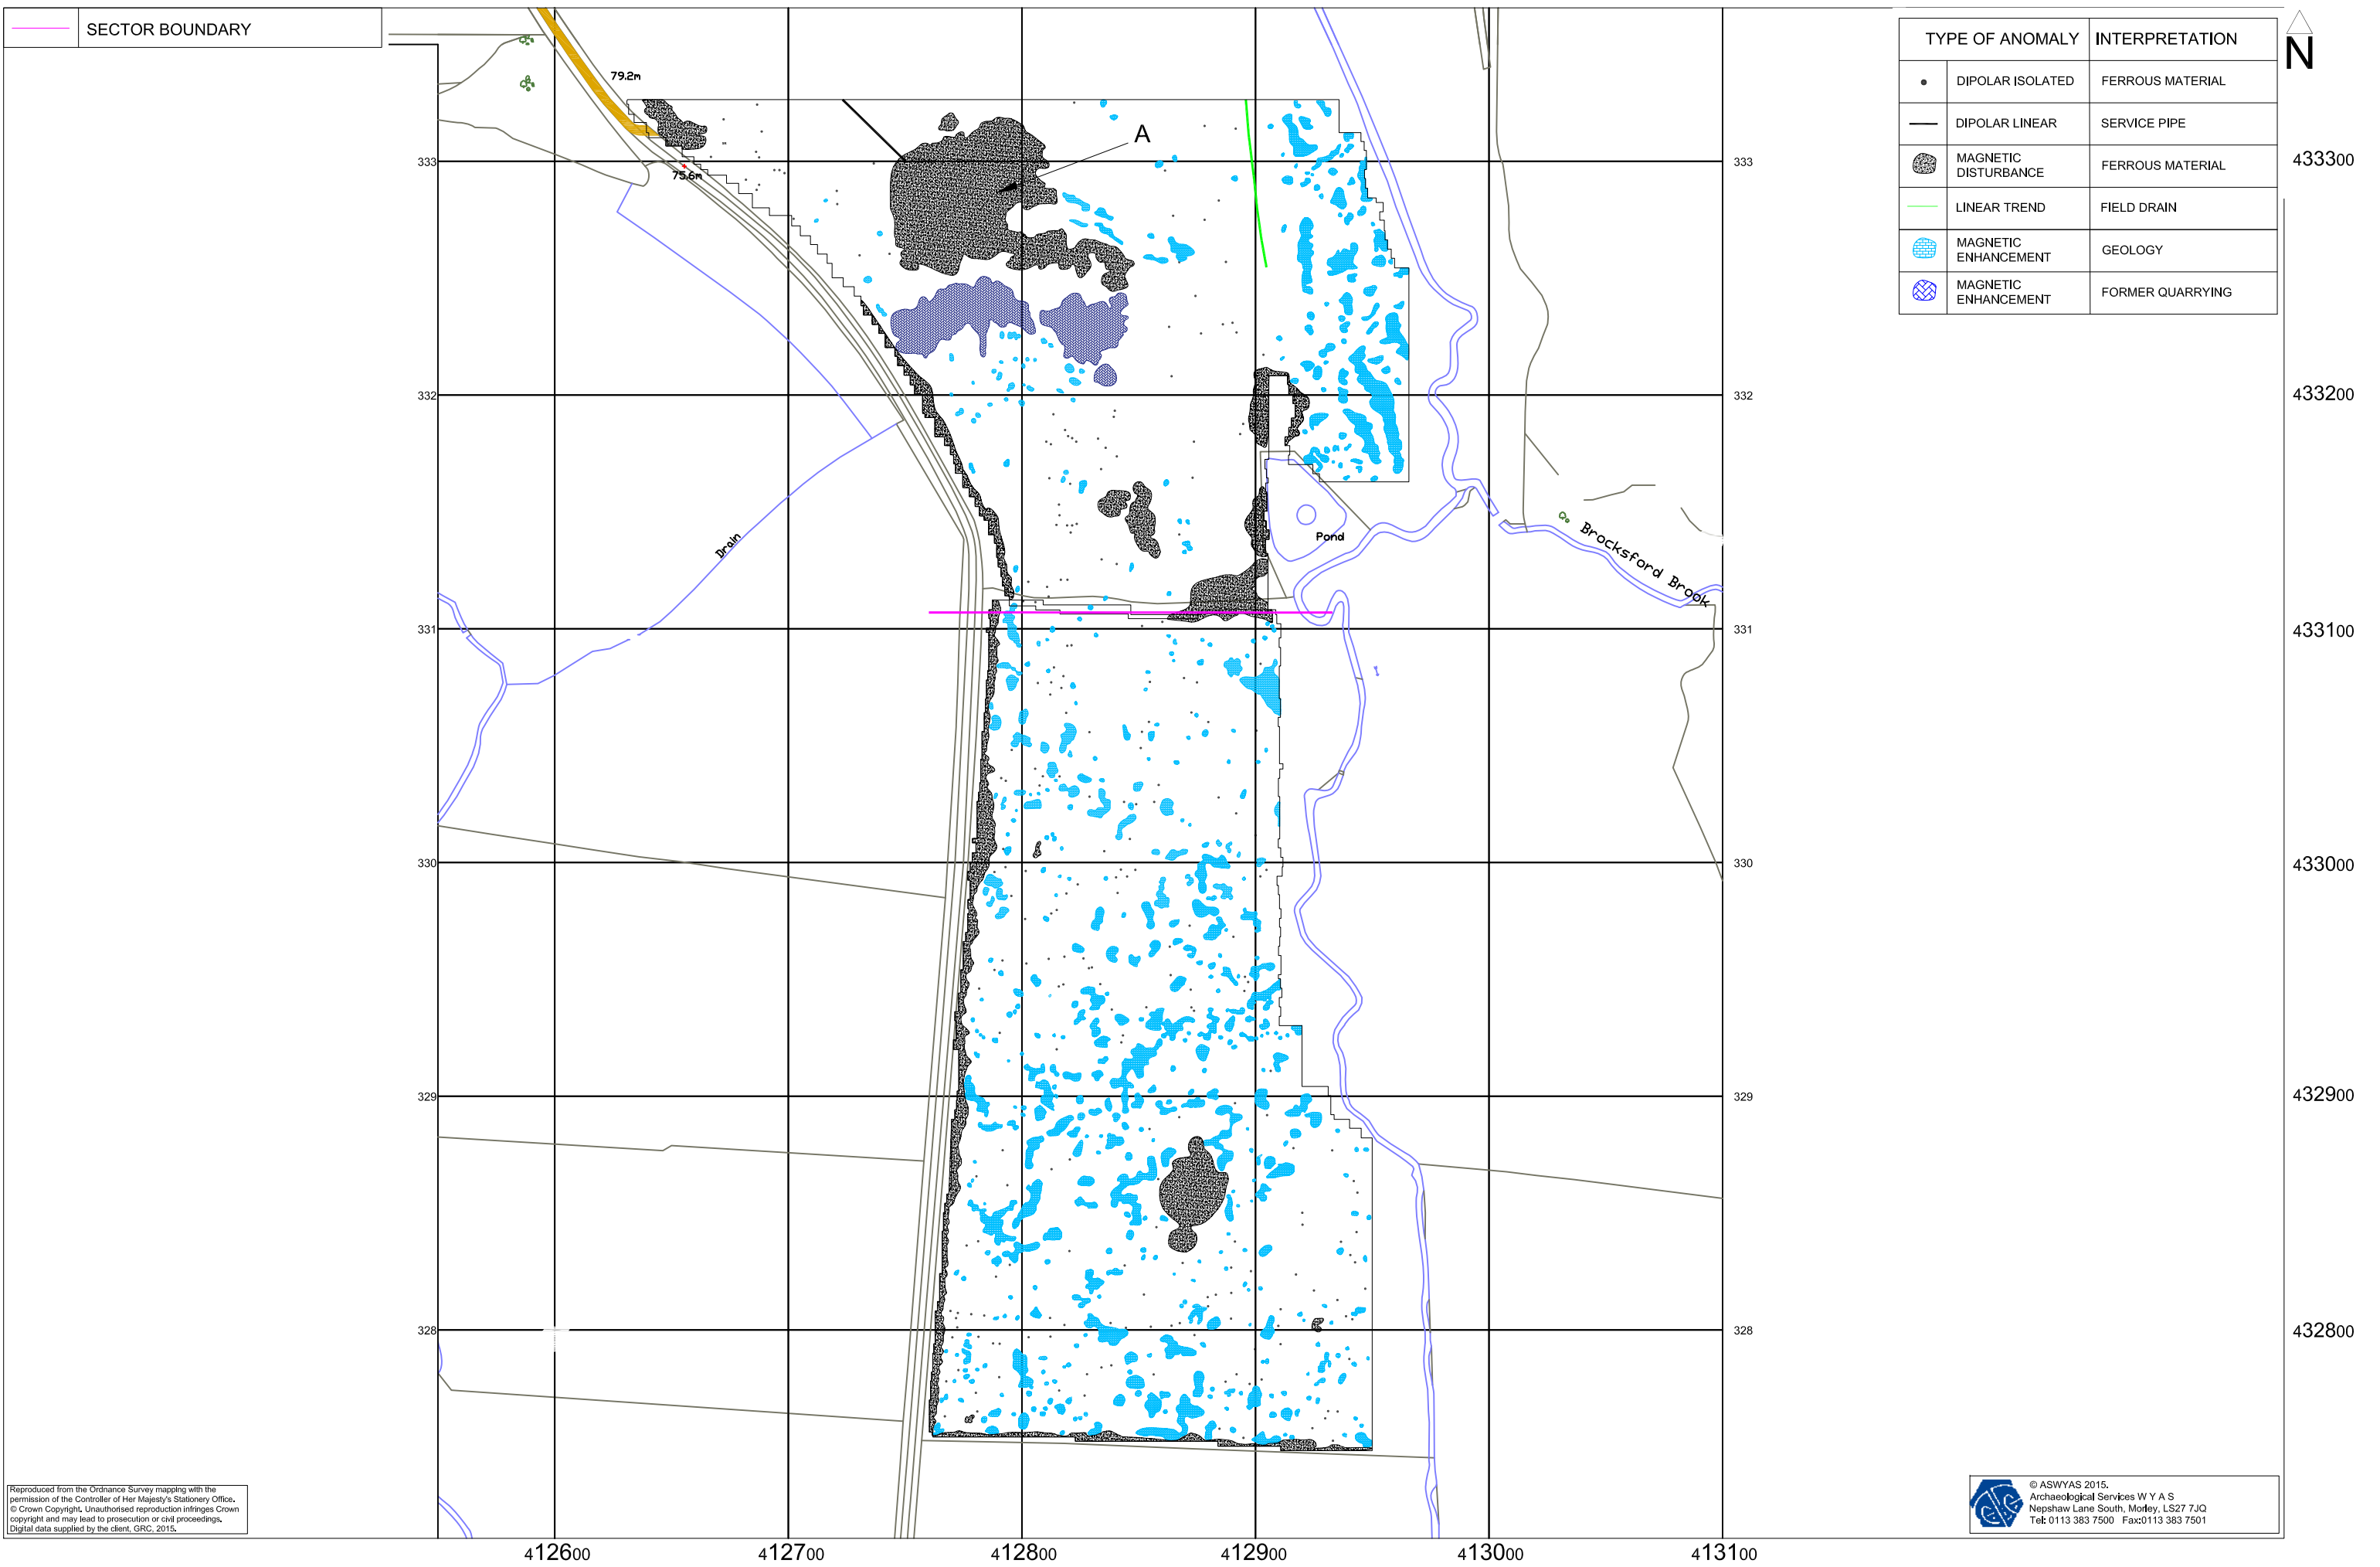 SECTOR BOUNDARY
TYPE OF ANOMALY INTERPRETATION
DIPOLAR ISOLATED FERROUS MATERIAL
DIPOLAR LINEAR SERVICE PIPE
MAGNETIC
DISTURBANCE
FERROUS MATERIAL
LINEAR TREND FIELD DRAIN
MAGNETIC
ENHANCEMENT
GEOLOGY
MAGNETIC
ENHANCEMENT
FORMER QUARRYING
N
79.2m
A
75.6m
333 333 433300
332 332 433200
Drain
Pond
Brocksford Brook
331 331 433100
330 330 433000
329 329 432900
328 328 432800
Reproduced from the Ordnance Survey mapping with the
permission of the Controller of Her Majesty's Stationery Office.
© Crown Copyright. Unauthorised reproduction infringes Crown
copyright and may lead to prosecution or civil proceedings.
Digital data supplied by the client, GRC, 2015.
© ASWYAS 2015.
Archaeological Services W Y A S
Nepshaw Lane South, Morley, LS27 7JQ
Tel: 0113 383 7500 Fax:0113 383 7501
412600 412700 412800 412900 413000 413100